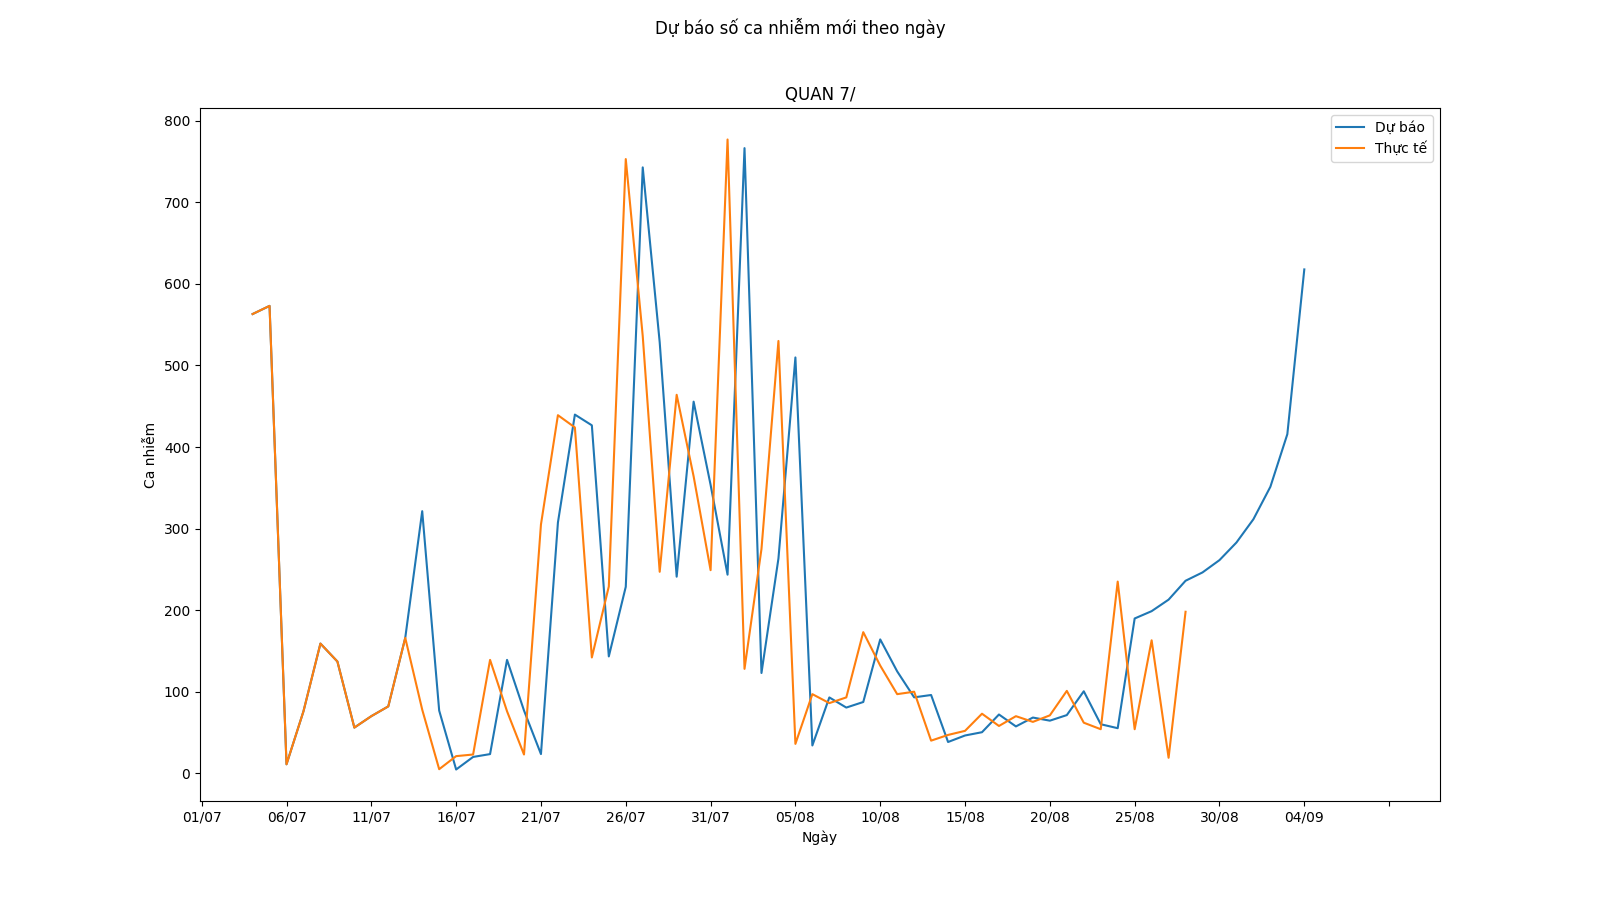 Dự báo số ca nhiễm mới theo ngày
QUAN 7/
Dự báo
Thực tế
Ca nhiễm
800
700
600
500
400
300
200
100
0
01/07 06/07 11/07 16/07 21/07 26/07 31/07 05/08 10/08 15/08 20/08 25/08 30/08 04/09
Ngày